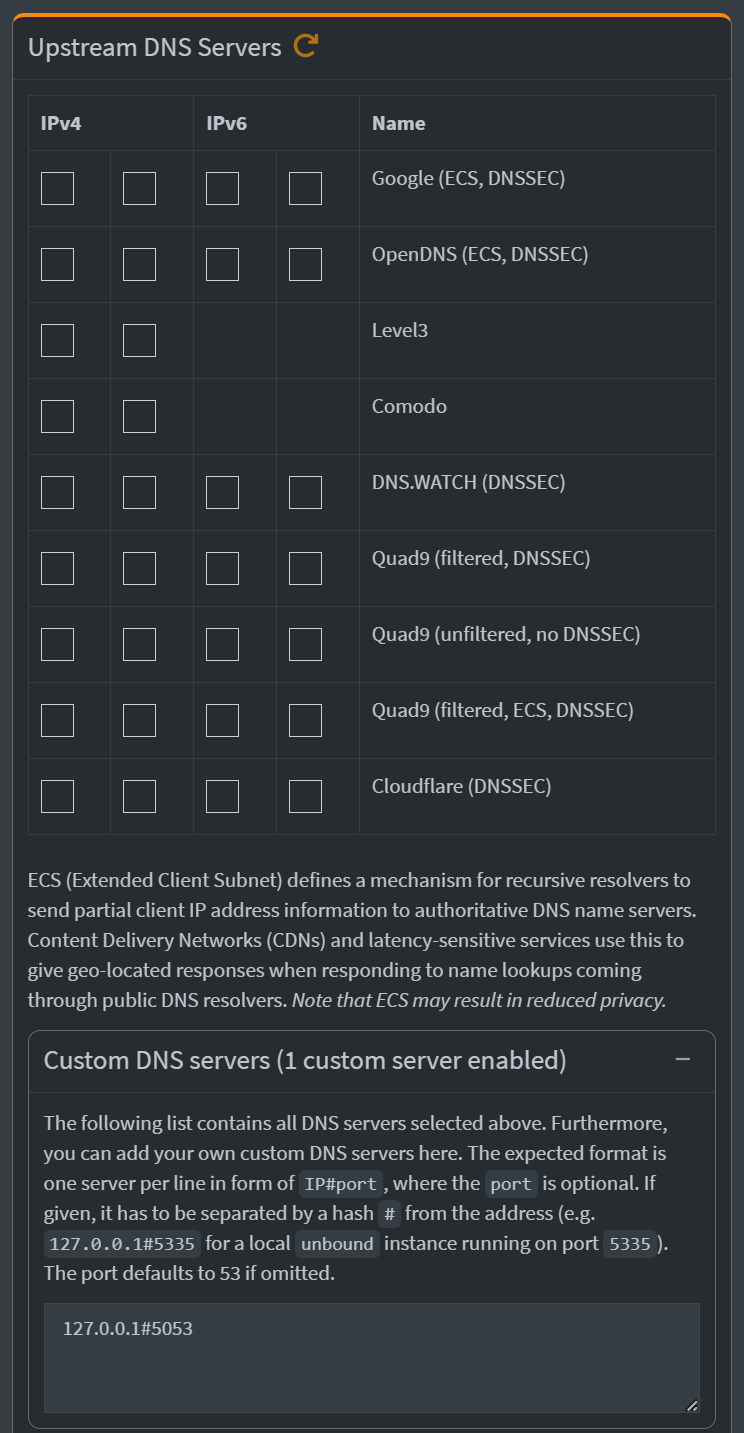 Upstream DNS Servers
IPv4 IPv6 Name
Google (ECS, DNSSEC)
OpenDNS (ECS, DNSSEC)
Level3
Comodo
DNS.WATCH (DNSSEC)
Quad9 (filtered, DNSSEC)
Quad9 (unfiltered, no DNSSEC)
Quad9 (filtered, ECS, DNSSEC)
Cloudflare (DNSSEC)
ECS (Extended Client Subnet) defines a mechanism for recursive resolvers to
send partial client IP address information to authoritative DNS name servers.
Content Delivery Networks (CDNs) and latency-sensitive services use this to
give geo-located responses when responding to name lookups coming
through public DNS resolvers. Note that ECS may result in reduced privacy.
Custom DNS servers (1 custom server enabled)
The following list contains all DNS servers selected above. Furthermore,
you can add your own custom DNS servers here. The expected format is
one server per line in form of IP#port, where the port is optional. If
given, it has to be separated by a hash # from the address (e.g.
127.0.0.1#5335 for a local unbound instance running on port 5335).
The port defaults to 53 if omitted.
127.0.0.1#5053